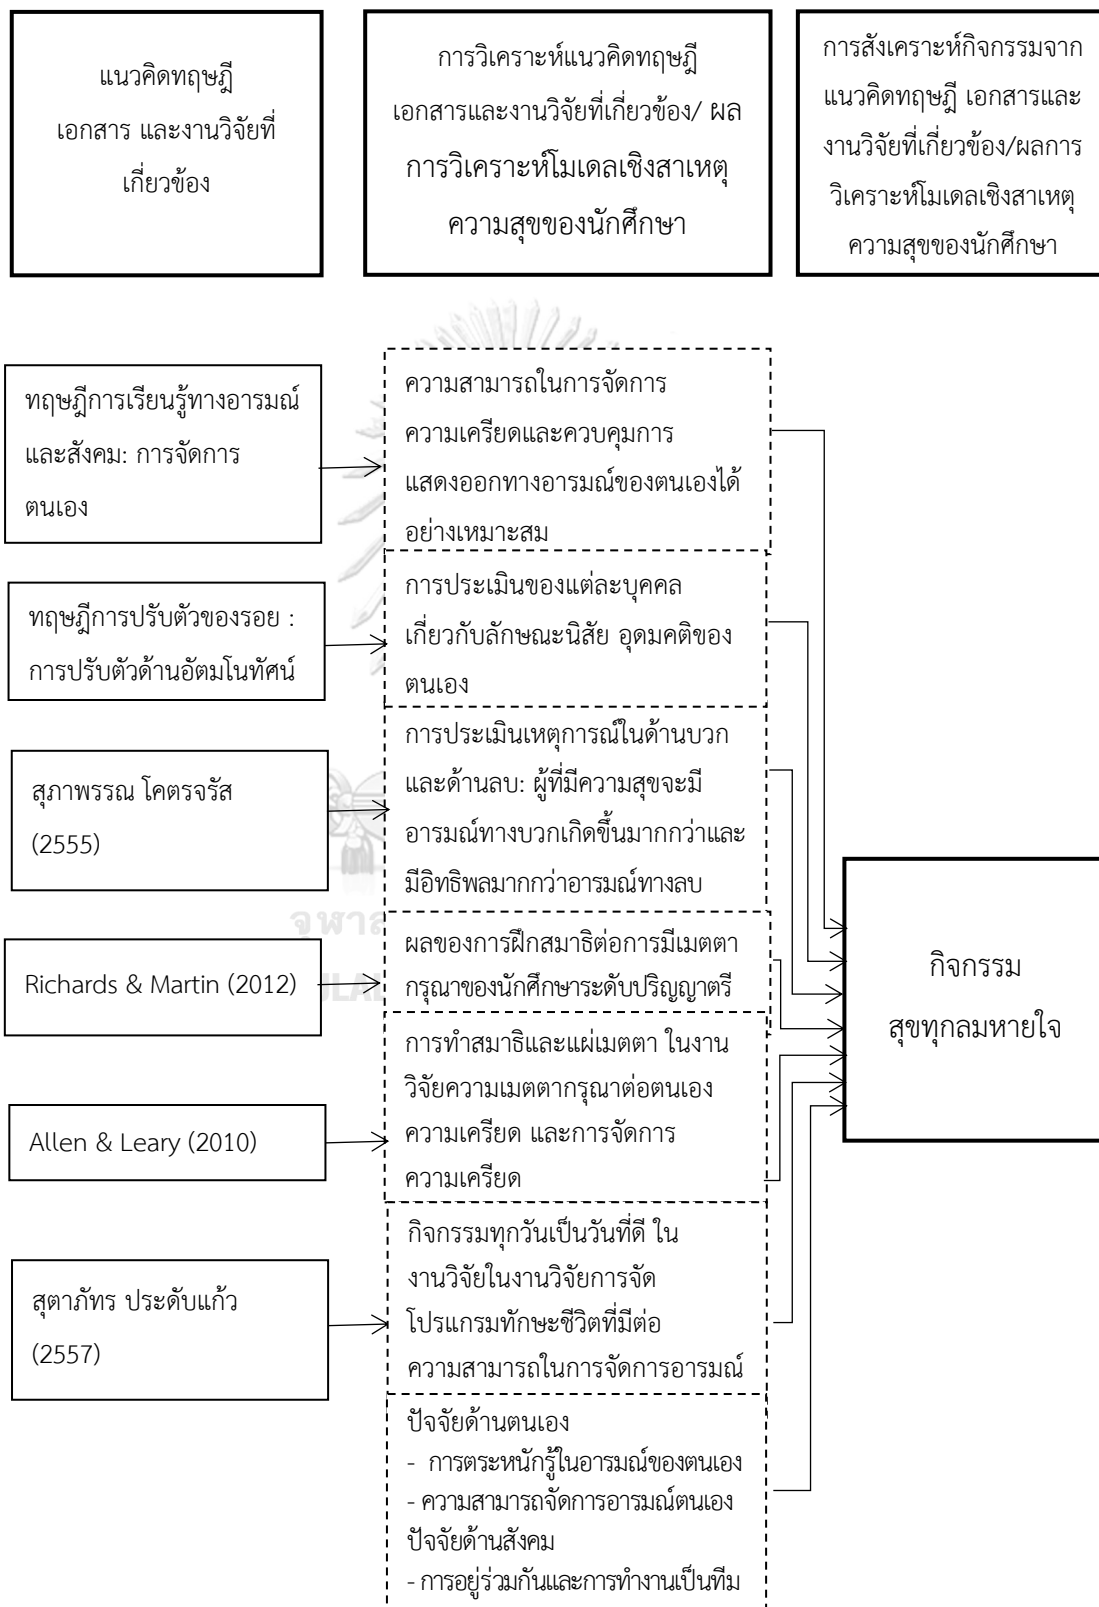 แนวคิดทฤษฎี
เอกสาร และงานวิจัยที่
เกี่ยวข้อง
การวิเคราะห์แนวคิดทฤษฎี
เอกสารและงานวิจัยที่เกี่ยวข้อง/ ผล
การวิเคราะห์โมเดลเชิงสาเหตุ
ความสุขของนักศึกษา
การสังเคราะห์กิจกรรมจาก
แนวคิดทฤษฎี เอกสารและ
งานวิจัยที่เกี่ยวข้อง/ผลการ
วิเคราะห์โมเดลเชิงสาเหตุ
ความสุขของนักศึกษา
ทฤษฎีการเรียนรู้ทางอารมณ์
และสังคม: การจัดการ
ตนเอง
ความสามารถในการจัดการ
ความเครียดและควบคุมการ
แสดงออกทางอารมณ์ของตนเองได้
อย่างเหมาะสม
ทฤษฎีการปรับตัวของรอย :
การปรับตัวด้านอัตมโนทัศน์
การประเมินของแต่ละบุคคล
เกี่ยวกับลักษณะนิสัย อุดมคติของ
ตนเอง
สุภาพรรณ โคตรจรัส
(2555)
การประเมินเหตุการณ์ในด้านบวก
และด้านลบ: ผู้ที่มีความสุขจะมี
อารมณ์ทางบวกเกิดขึ้นมากกว่าและ
มีอิทธิพลมากกว่าอารมณ์ทางลบ
Richards & Martin (2012)
ผลของการฝึกสมาธิต่อการมีเมตตา
กรุณาของนักศึกษาระดับปริญญาตรี
Allen & Leary (2010)
การทำสมาธิและแผ่เมตตา ในงาน
วิจัยความเมตตากรุณาต่อตนเอง
ความเครียด และการจัดการ
ความเครียด
สุตาภัทร ประดับแก้ว
(2557)
กิจกรรมทุกวันเป็นวันที่ดี ใน
งานวิจัยในงานวิจัยการจัด
โปรแกรมทักษะชีวิตที่มีต่อ
ความสามารถในการจัดการอารมณ์
ปัจจัยด้านตนเอง
- การตระหนักรู้ในอารมณ์ของตนเอง
- ความสามารถจัดการอารมณ์ตนเอง
ปัจจัยด้านสังคม
- การอยู่ร่วมกันและการทำงานเป็นทีม
กิจกรรม
สุขทุกลมหายใจ
จุฬาล